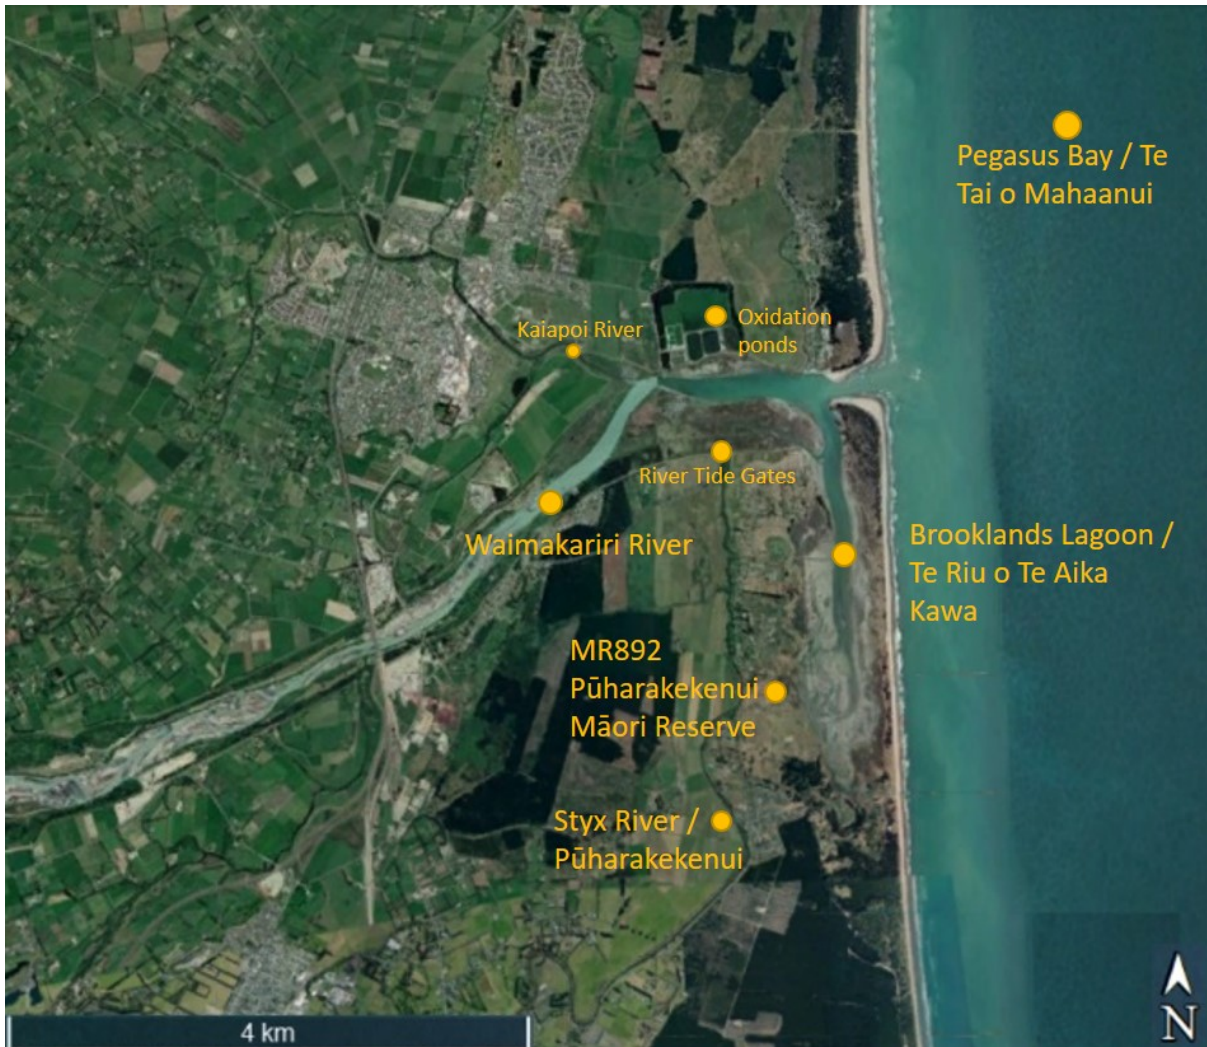 Pegasus Bay / Te
Tai o Mahaanui
Oxidation
ponds
Kaiapoi River
River Tide Gates
Waimakariri River
Brooklands Lagoon /
Te Riu o Te Aika
Kawa
MR892
Pūharakekenui
Māori Reserve
Styx River /
Pūharakekenui
4 km
N